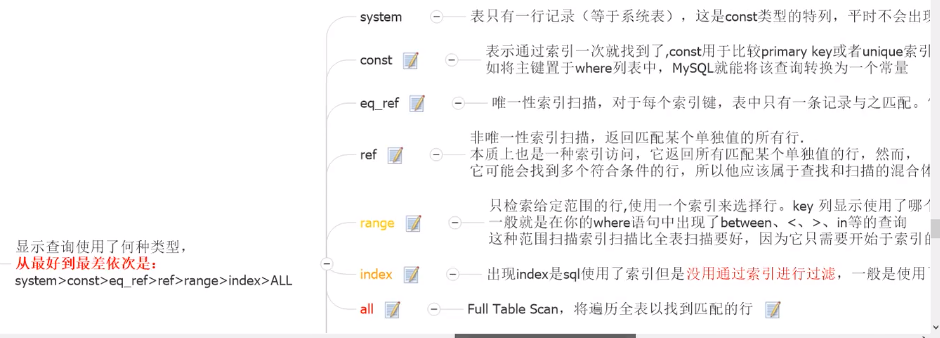 显示查询使用了何种类型，
从最好到最差依次是：
system>const>eq_ref>ref>range>index>ALL
system
表只有一行记录（等于系统表），这是const类型的特列，平时不会出现
const
表示通过索引一次就找到了,const用于比较primary key或者unique索引
如将主键置于where列表中，MySQL就能将该查询转换为一个常量
eq_ref
唯一性索引扫描，对于每个索引键，表中只有一条记录与之匹配。
ref
非唯一性索引扫描，返回匹配某个单独值的所有行.
本质上也是一种索引访问，它返回所有匹配某个单独值的行，然而，
它可能会找到多个符合条件的行，所以他应该属于查找和扫描的混合体
range
只检索给定范围的行,使用一个索引来选择行。key 列显示使用了哪个
一般就是在你的where语句中出现了between、<、>、in等的查询
这种范围扫描索引扫描比全表扫描要好，因为它只需要开始于索引的
index
出现index是sql使用了索引但是没用通过索引进行过滤，一般是使用了
all
Full Table Scan，将遍历全表以找到匹配的行